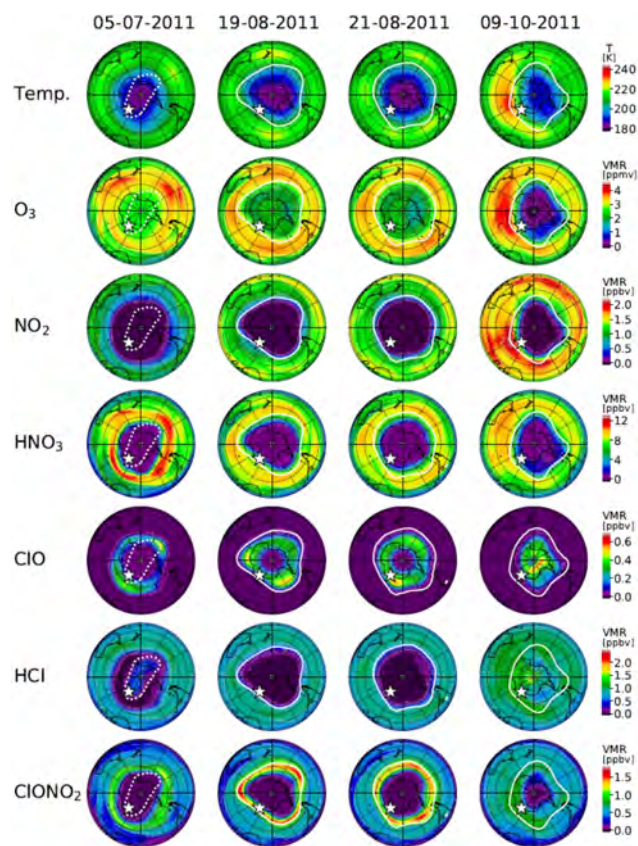 05-07-2011 19-08-2011 21-08-2011 09-10-2011
Temp.
T
[K]
240
220
200
180
O₃
VMR
[ppmv]
4
3
2
1
0
NO₂
VMR
[ppbv]
2.0
1.5
1.0
0.5
0.0
HNO₃
VMR
[ppbv]
12
8
4
0
ClO
VMR
[ppbv]
0.6
0.4
0.2
0.0
HCl
VMR
[ppbv]
2.0
1.5
1.0
0.5
0.0
ClONO₂
VMR
[ppbv]
1.5
1.0
0.5
0.0